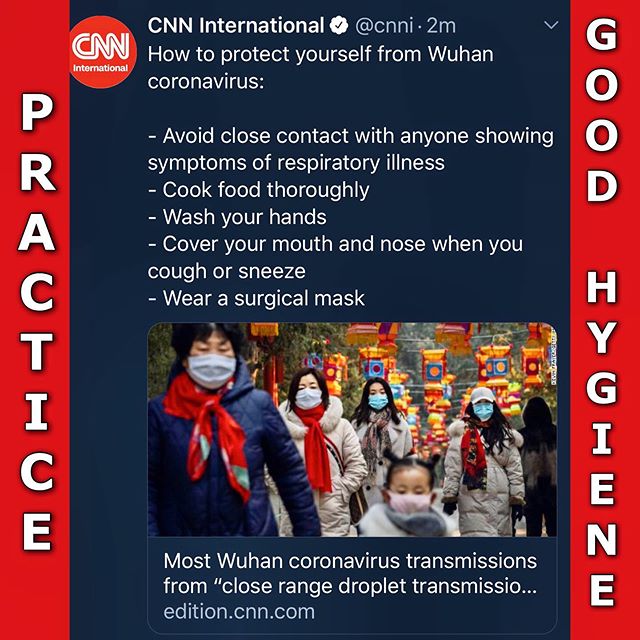 PRACTICE
CNN
International
CNN International @cnni · 2m
How to protect yourself from Wuhan
coronavirus:
- Avoid close contact with anyone showing
symptoms of respiratory illness
- Cook food thoroughly
- Wash your hands
- Cover your mouth and nose when you
cough or sneeze
- Wear a surgical mask
Most Wuhan coronavirus transmissions
from “close range droplet transmissio...
edition.cnn.com
GOOD HYGIENE